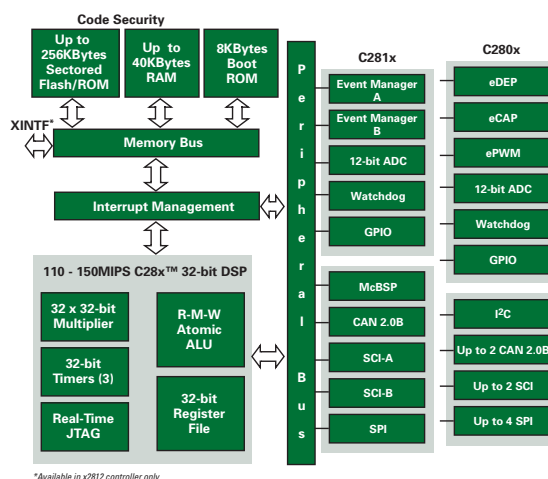 Code Security
Up to
256KBytes
Sectored
Flash/ROM
Up to
40KBytes
RAM
8KBytes
Boot
ROM
XINTF*
Memory Bus
Interrupt Management
110 - 150MIPS C28x™ 32-bit DSP
32 x 32-bit
Multiplier
R-M-W
Atomic
ALU
32-bit
Timers (3)
32-bit
Register
File
Real-Time
JTAG
Peripheral Bus
C281x
Event Manager
A
Event Manager
B
12-bit ADC
Watchdog
GPIO
McBSP
CAN 2.0B
SCI-A
SCI-B
SPI
C280x
eDEP
eCAP
ePWM
12-bit ADC
Watchdog
GPIO
I²C
Up to 2 CAN 2.0B
Up to 2 SCI
Up to 4 SPI
*Available in x2812 controller only